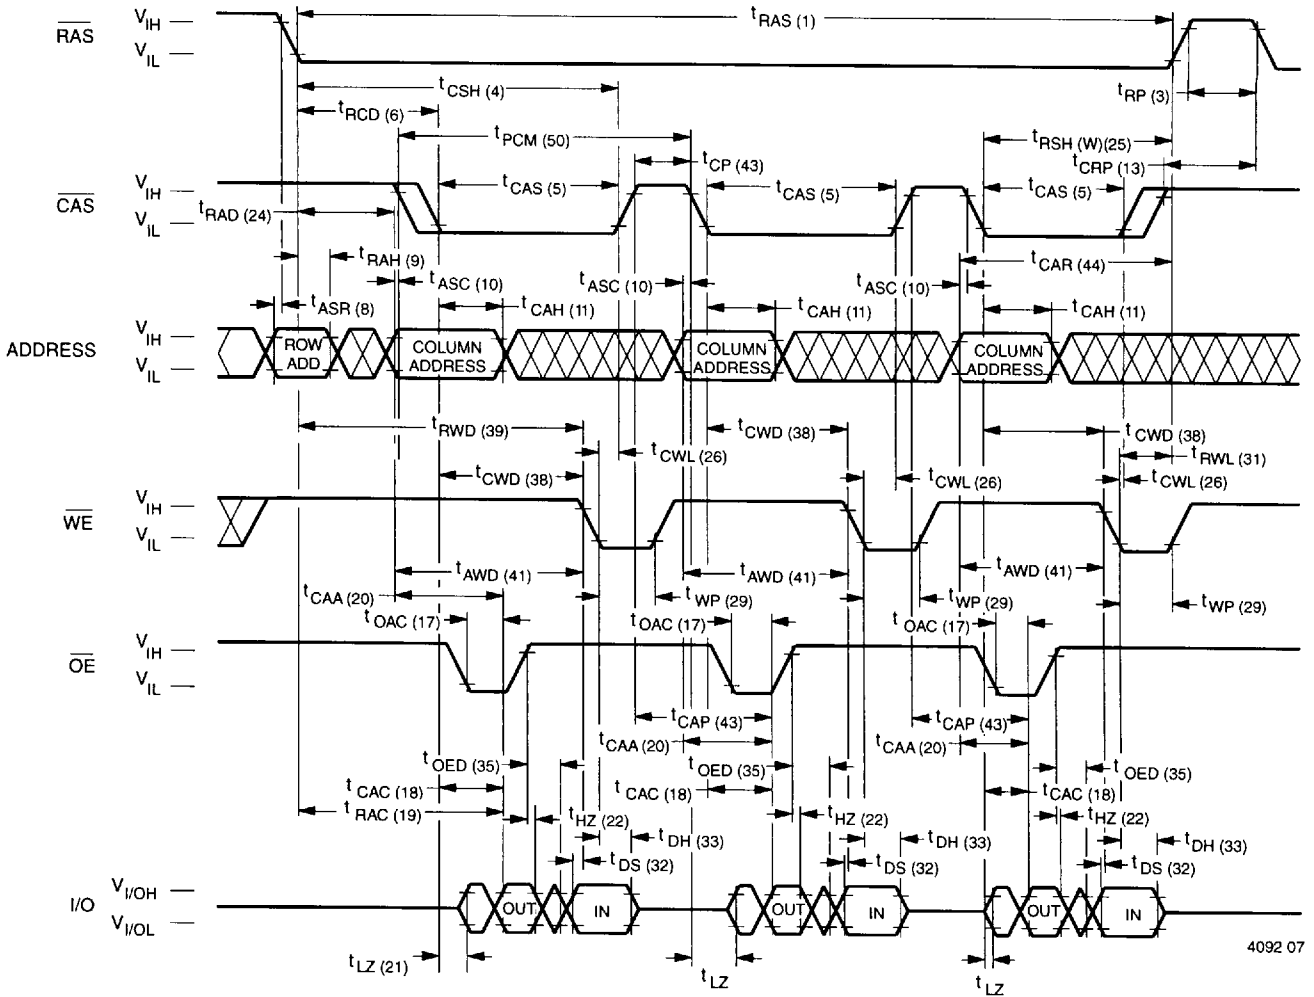 RAS VIH tRAS (1)
VIL
tCSH (4) tRP (3)
tRCD (6)
tPCM (50) tRSH (W)(25)
tCP (43) tCRP (13)
CAS VIH tCAS (5) tCAS (5) tCAS (5)
VIL
tRAD (24)
tRAH (9) tCAR (44)
tASC (10) tASC (10) tASC (10)
tASR (8) tCAH (11) tCAH (11) tCAH (11)
ADDRESS VIH ROW ADD COLUMN ADDRESS COLUMN ADDRESS COLUMN ADDRESS
VIL
tRWD (39) tCWD (38) tCWD (38)
tCWL (26) tRWL (31)
tCWD (38) tCWL (26) tCWL (26)
WE VIH
VIL
tAWD (41) tAWD (41) tAWD (41)
tCAA (20) tWP (29) tWP (29) tWP (29)
tOAC (17) tOAC (17) tOAC (17)
OE VIH
VIL
tCAP (43) tCAP (43)
tCAA (20) tCAA (20)
tOED (35) tOED (35) tOED (35)
tCAC (18) tCAC (18) tCAC (18)
tRAC (19) tHZ (22) tHZ (22) tHZ (22)
tDH (33) tDH (33) tDH (33)
tDS (32) tDS (32) tDS (32)
I/O VI/OH OUT IN OUT IN OUT IN
VI/OL
4092 07
tLZ (21) tLZ tLZ